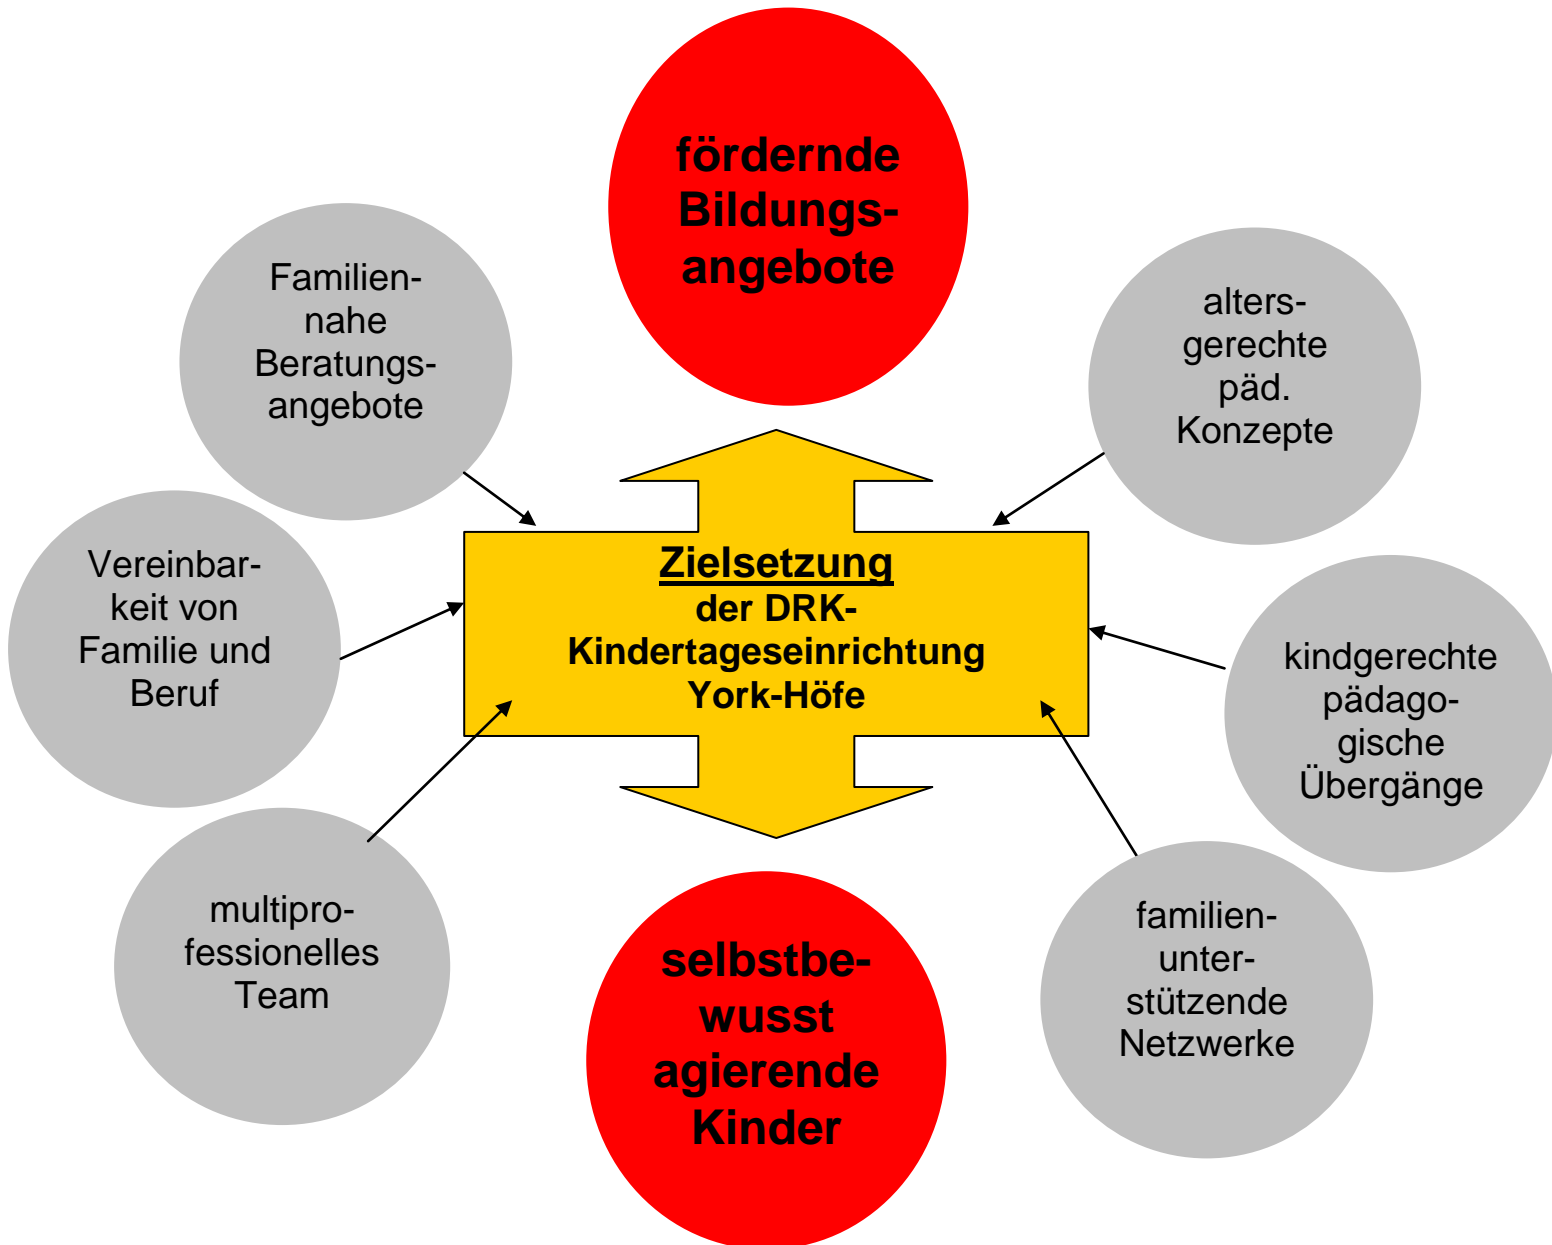 fördernde
Bildungs-
angebote
Familien-
nahe
Beratungs-
angebote
alters-
gerechte
päd.
Konzepte
Zielsetzung
der DRK-
Kindertageseinrichtung
York-Höfe
Vereinbar-
keit von
Familie und
Beruf
kindgerechte
pädago-
gische
Übergänge
multipro-
fessionelles
Team
familien-
unter-
stützende
Netzwerke
selbstbe-
wusst
agierende
Kinder